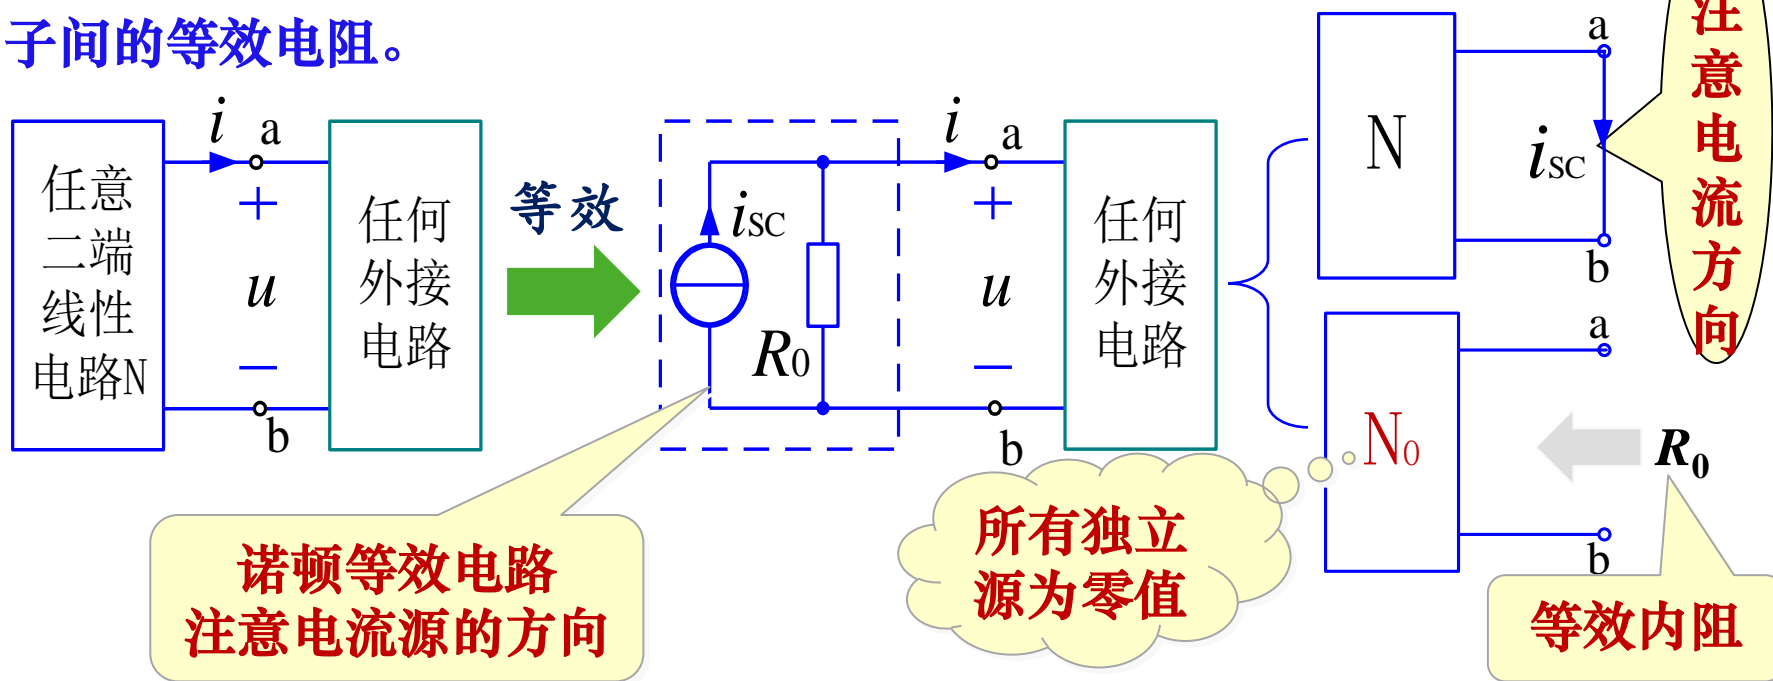 子间的等效电阻。
任意
二端
线性
电路N
i
a
+
u
−
b
任何
外接
电路
等效
iSC
R0
i
a
+
u
−
b
任何
外接
电路
N
a
iSC
b
注
意
电
流
方
向
N0
a
R0
b
诺顿等效电路
注意电流源的方向
所有独立
源为零值
等效内阻